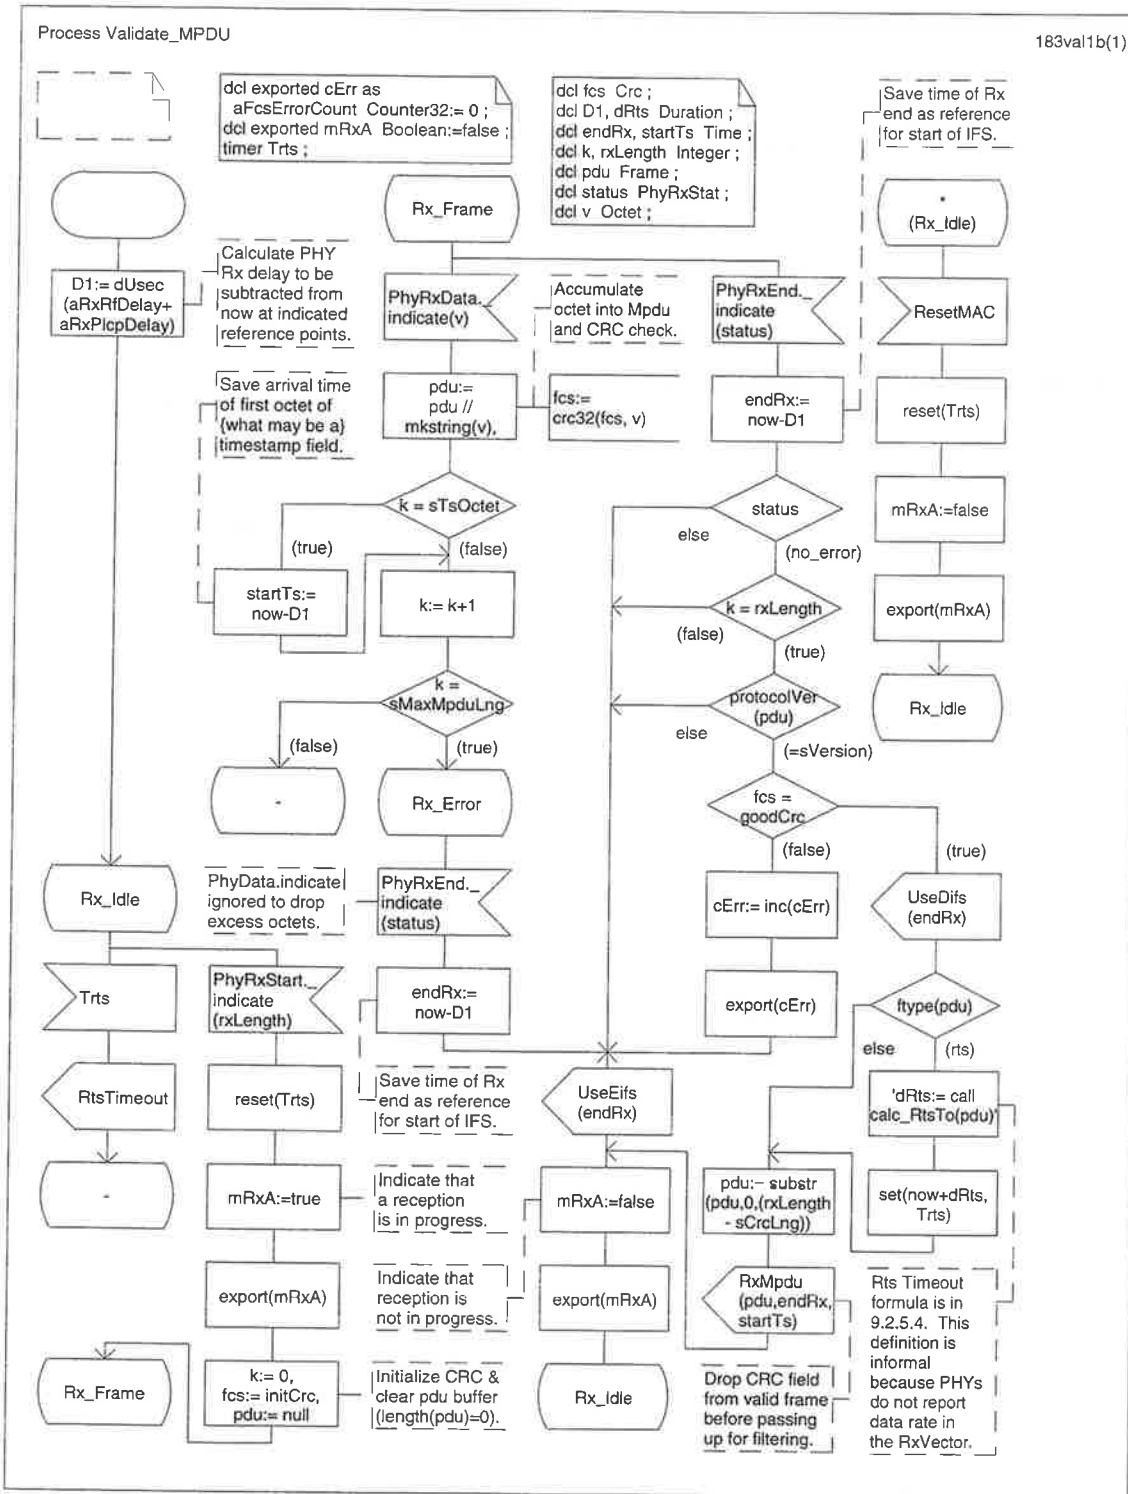 Process Validate_MPDU
183val1b(1)
dcl exported cErr as
aFcsErrorCount Counter32:= 0 ;
dcl exported mRxA Boolean:=false ;
timer Trts ;
dcl fcs Crc ;
dcl D1, dRts Duration ;
dcl endRx, startTs Time ;
dcl k, rxLength Integer ;
dcl pdu Frame ;
dcl status PhyRxStat ;
dcl v Octet ;
Save time of Rx
end as reference
for start of IFS.
D1:= dUsec
(aRxRfDelay+
aRxPlcpDelay)
Calculate PHY
Rx delay to be
subtracted from
now at indicated
reference points.
Rx_Idle
Trts
RtsTimeout
-
PhyRxStart._
indicate
(rxLength)
reset(Trts)
mRxA:=true
Indicate that
a reception
is in progress.
export(mRxA)
k:= 0,
fcs:= initCrc,
pdu:= null
Initialize CRC &
clear pdu buffer
(length(pdu)=0).
Rx_Frame
Rx_Frame
PhyRxData._
indicate(v)
Accumulate
octet into Mpdu
and CRC check.
pdu:=
pdu //
mkstring(v),
fcs:=
crc32(fcs, v)
Save arrival time
of first octet of
{what may be a}
timestamp field.
k = sTsOctet
(true)
(false)
startTs:=
now-D1
k:= k+1
k =
sMaxMpduLng
(false)
(true)
-
Rx_Error
PhyData.indicate
ignored to drop
excess octets.
PhyRxEnd._
indicate
(status)
endRx:=
now-D1
Save time of Rx
end as reference
for start of IFS.
PhyRxEnd._
indicate
(status)
endRx:=
now-D1
status
else
(no_error)
k = rxLength
(false)
(true)
protocolVer
(pdu)
else
(=sVersion)
fcs =
goodCrc
(false)
(true)
cErr:= inc(cErr)
export(cErr)
UseEifs
(endRx)
mRxA:=false
Indicate that
reception is
not in progress.
export(mRxA)
Rx_Idle
UseDifs
(endRx)
ftype(pdu)
else
(rts)
'dRts:= call
calc_RtsTo(pdu)'
set(now+dRts,
Trts)
pdu:= substr
(pdu,0,(rxLength
- sCrcLng))
RxMpdu
(pdu,endRx,
startTs)
Drop CRC field
from valid frame
before passing
up for filtering.
Rts Timeout
formula is in
9.2.5.4. This
definition is
informal
because PHYs
do not report
data rate in
the RxVector.
*
(Rx_Idle)
ResetMAC
reset(Trts)
mRxA:=false
export(mRxA)
Rx_Idle